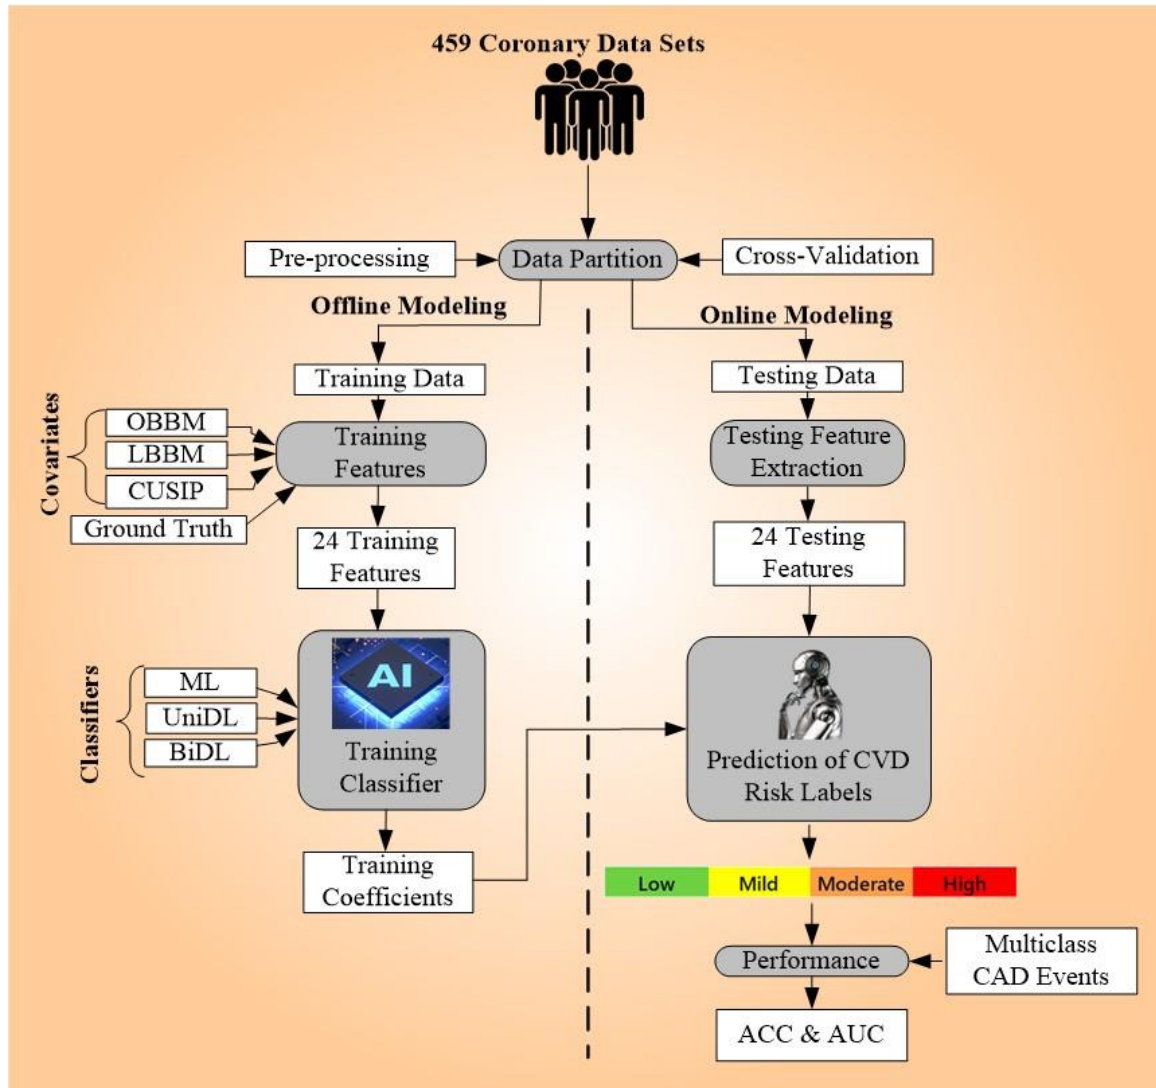 459 Coronary Data Sets
Pre-processing
Data Partition
Cross-Validation
Offline Modeling
Online Modeling
Training Data
Testing Data
Covariates
OBBM
LBBM
CUSIP
Ground Truth
Training
Features
Testing Feature
Extraction
24 Training
Features
24 Testing
Features
Classifiers
ML
UniDL
BiDL
AI
Training
Classifier
Prediction of CVD
Risk Labels
Training
Coefficients
Low
Mild
Moderate
High
Performance
Multiclass
CAD Events
ACC & AUC